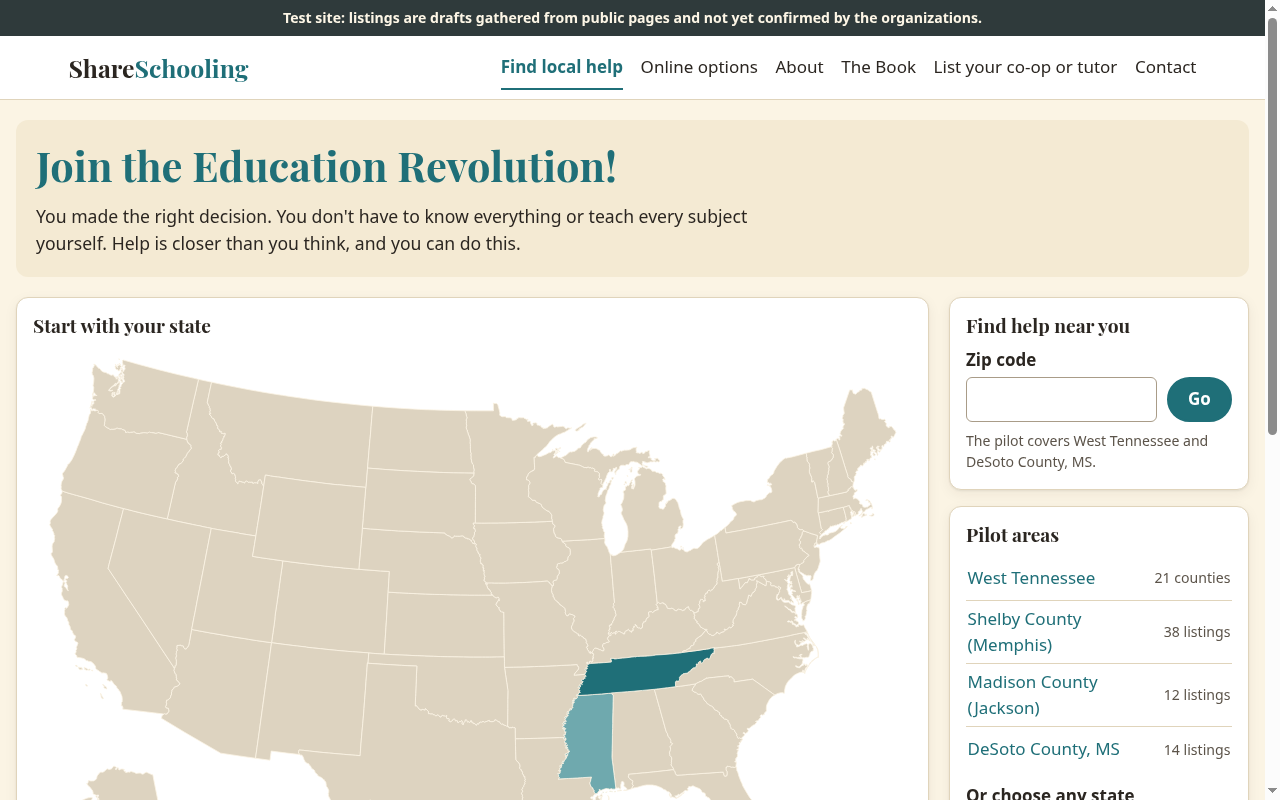 Test site: listings are drafts gathered from public pages and not yet confirmed by the organizations.
ShareSchooling
Find local help
Online options
About
The Book
List your co-op or tutor
Contact
Join the Education Revolution!
You made the right decision. You don't have to know everything or teach every subject
yourself. Help is closer than you think, and you can do this.
Start with your state
Find help near you
Zip code
Go
The pilot covers West Tennessee and
DeSoto County, MS.
Pilot areas
West Tennessee
21 counties
Shelby County
(Memphis)
38 listings
Madison County
(Jackson)
12 listings
DeSoto County, MS
14 listings
Or choose any state